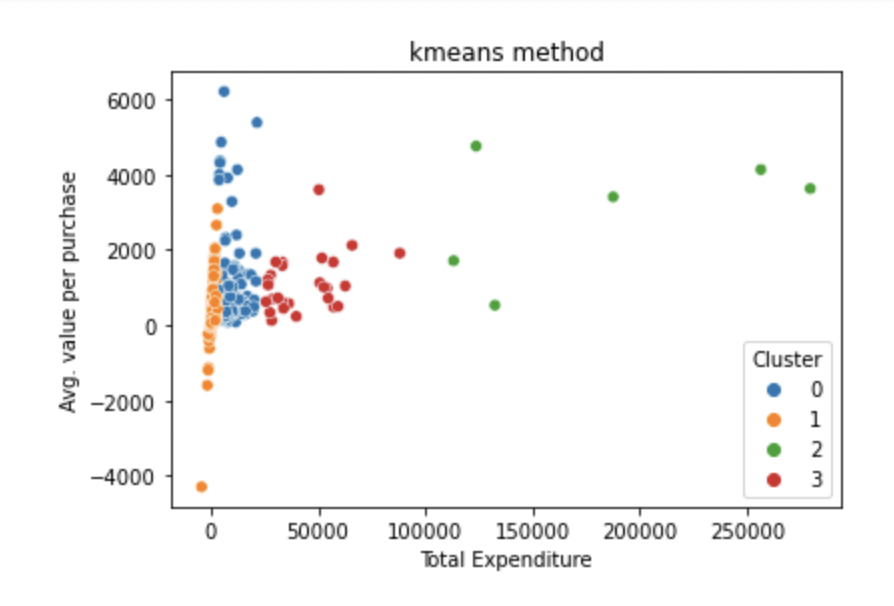 kmeans method
6000
4000
2000
0
−2000
−4000
Avg. value per purchase
Cluster
0
1
2
3
0 50000 100000 150000 200000 250000
Total Expenditure